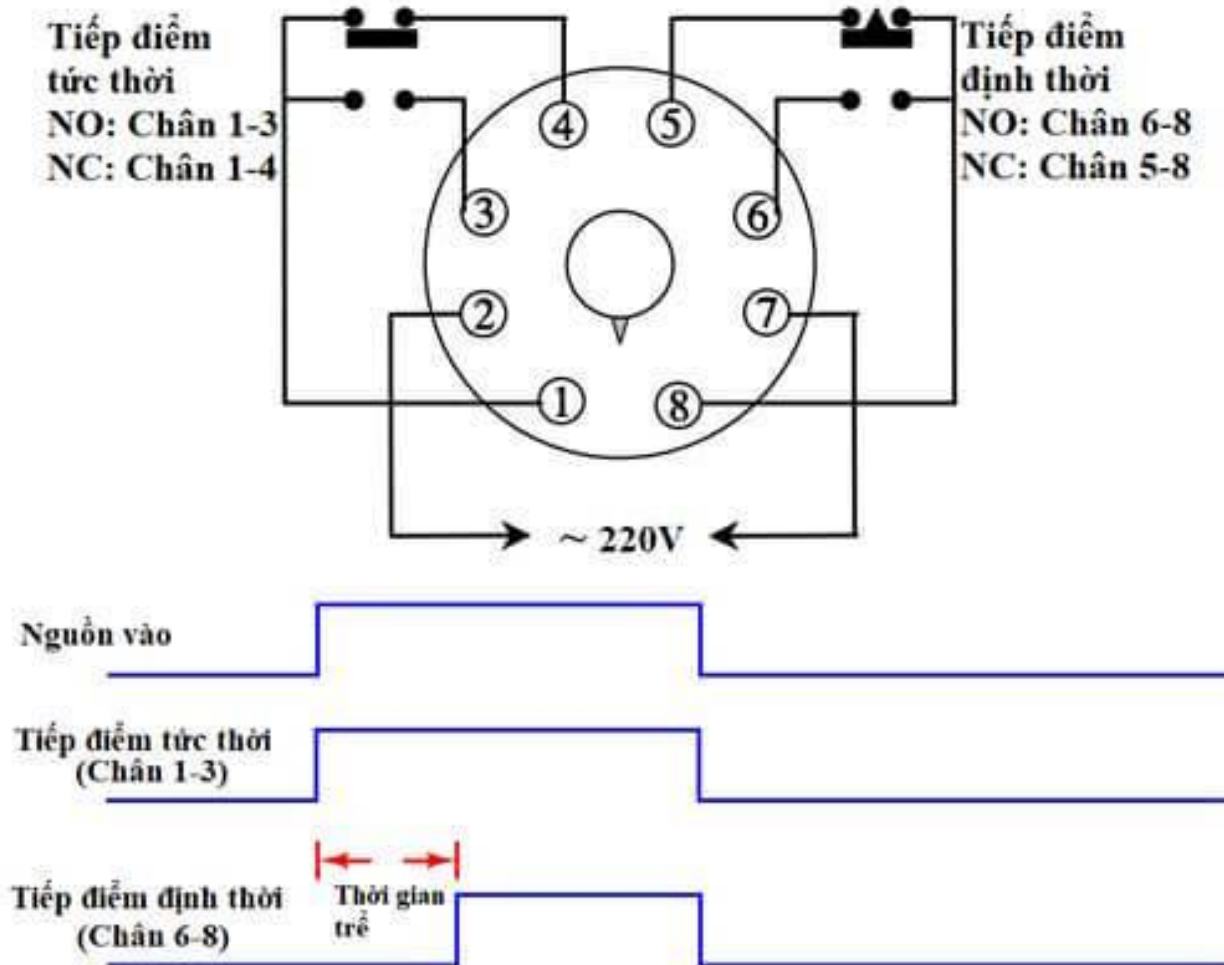 Tiếp điểm
tức thời
NO: Chân 1-3
NC: Chân 1-4
Tiếp điểm
định thời
NO: Chân 6-8
NC: Chân 5-8
4
5
3
6
2
7
1
8
~ 220V
Nguồn vào
Tiếp điểm tức thời
(Chân 1-3)
Tiếp điểm định thời
(Chân 6-8)
Thời gian
trễ